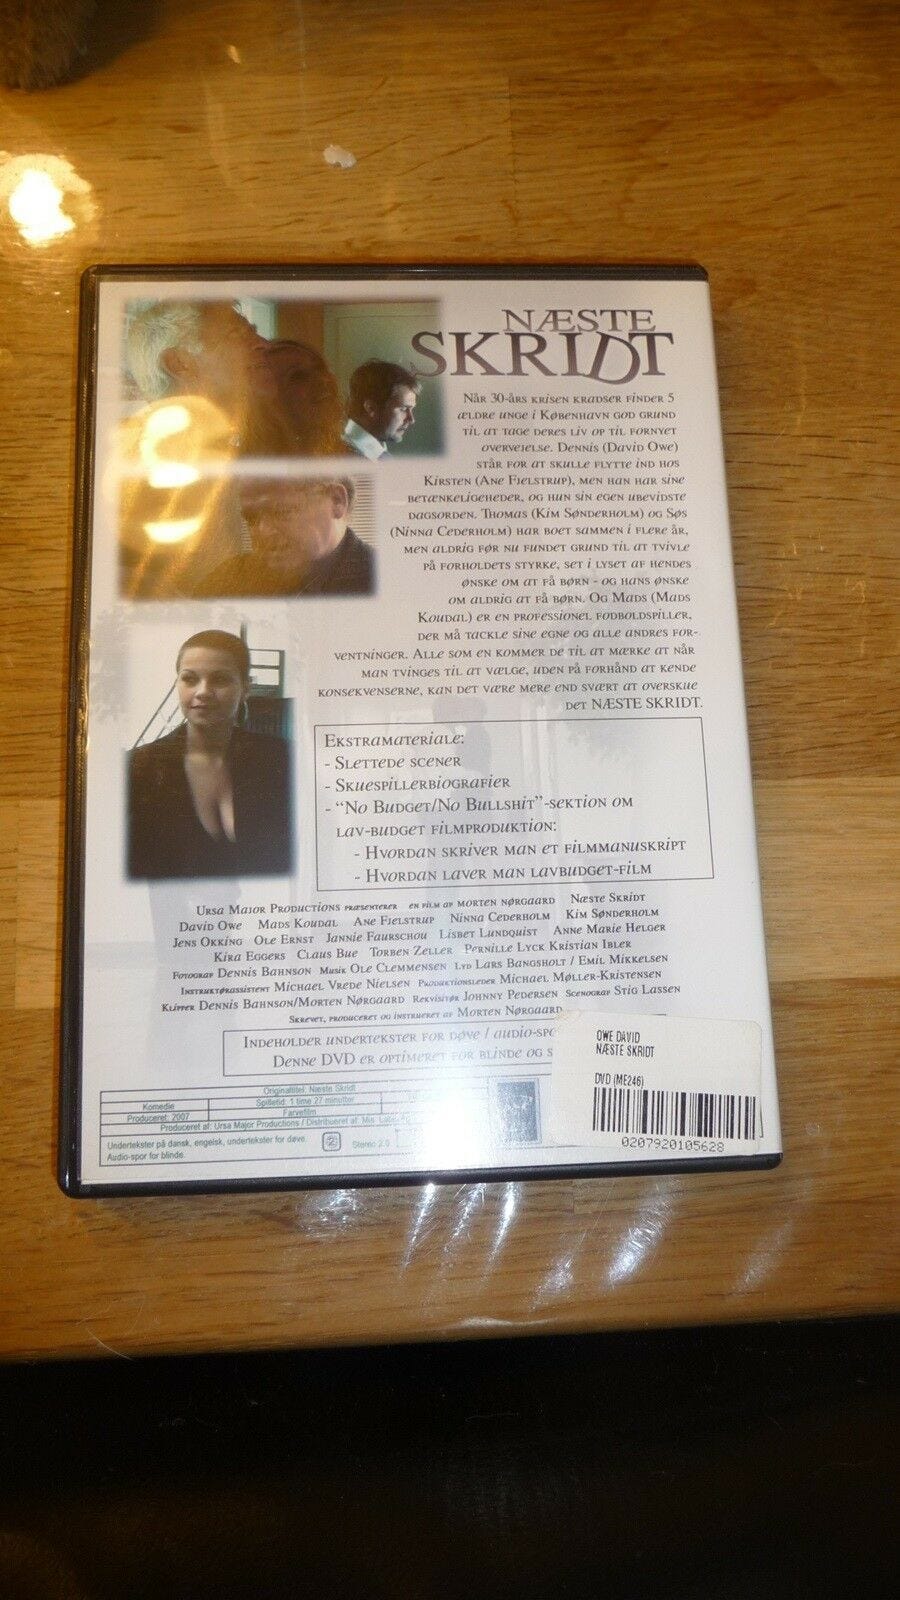 NÆSTE
SKRIDT
Når 30-års krisen kradser finder 5
ældre unge i København god grund
til at tage deres liv op til fornyet
overvejelse. Dennis (David Owe)
står for at skulle flytte ind hos
Kirsten (Ane Fjelstrup), men han har sine
betænkeligeheder, og hun sin egen ubevidste
dagsorden. Thomas (Kim Sønderholm) og Søs
(Ninna Cederholm) har boet sammen i flere år,
men aldrig før nu fundet grund til at tvivle
på forholdets styrke, set i lyset af hendes
ønske om at få børn - og hans ønske
om aldrig at få børn. Og Mads (Mads
Koudal) er en professionel fodboldspiller,
der må tackle sine egne og alle andres for-
ventninger. Alle som en kommer de til at mærke at når
man tvinges til at vælge, uden på forhånd at kende
konsekvenserne, kan det være mere end svært at overskue
det NÆSTE SKRIDT.
Ekstramateriale:
- Slettede scener
- Skuespillerbiografier
- "No Budget/No Bullshit"-sektion om
lav-budget filmproduktion:
- Hvordan skriver man et filmmanuskript
- Hvordan laver man lavbudget-film
Ursa Major Productions præsenterer en film af morten nørgaard Næste Skridt
David Owe Mads Koudal Ane Fjelstrup Ninna Cederholm Kim Sønderholm
Jens Okking Ole Ernst Jannie Faurschou Lisbet Lundquist Anne Marie Helger
Kira Eggers Claus Bue Torben Zeller Pernille Lyck Kristian Ibler
Fotograf Dennis Bahnson Musik Ole Clemmensen Lyd Lars Bangsholt / Emil Mikkelsen
Instruktørassistent Michael Vrede Nielsen Produktionsleder Michael Møller-Kristensen
Klipper Dennis Bahnson/Morten Nørgaard Rekvisitør Johnny Pedersen Scenograf Stig Lassen
Skrevet, produceret og instrueret af Morten Nørgaard
Indeholder undertekster for døve / audio-spo
Denne DVD er optimeret for blinde og s
OWE DAVID
NÆSTE SKRIDT
DVD (ME246)
0207920105628
Originaltitel: Næste Skridt
Komedie Spilletid: 1 time 27 minutter
Produceret: 2007 Farvefilm
Produceret af: Ursa Major Productions / Distribueret af: Mis. Label
Undertekster på dansk, engelsk, undertekster for døve. 2 Stereo 2.0
Audio-spor for blinde.